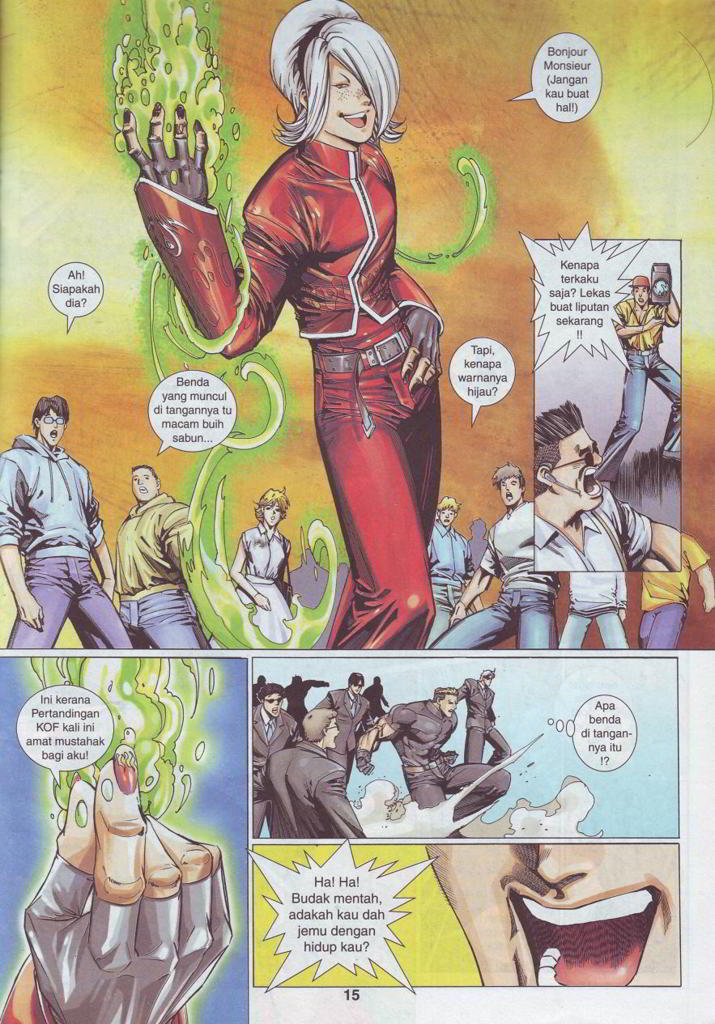 Bonjour
Monsieur
(Jangan
kau buat
hal!)
Ah!
Siapakah
dia?
Kenapa
terkaku
saja? Lekas
buat liputan
sekarang
!!
Benda
yang muncul
di tangannya tu
macam buih
sabun...
Tapi,
kenapa
warnanya
hijau?
Ini kerana
Pertandingan
KOF kali ini
amat mustahak
bagi aku!
Apa
benda
di tangan-
nya itu
!?
Ha! Ha!
Budak mentah,
adakah kau dah
jemu dengan
hidup kau?
15